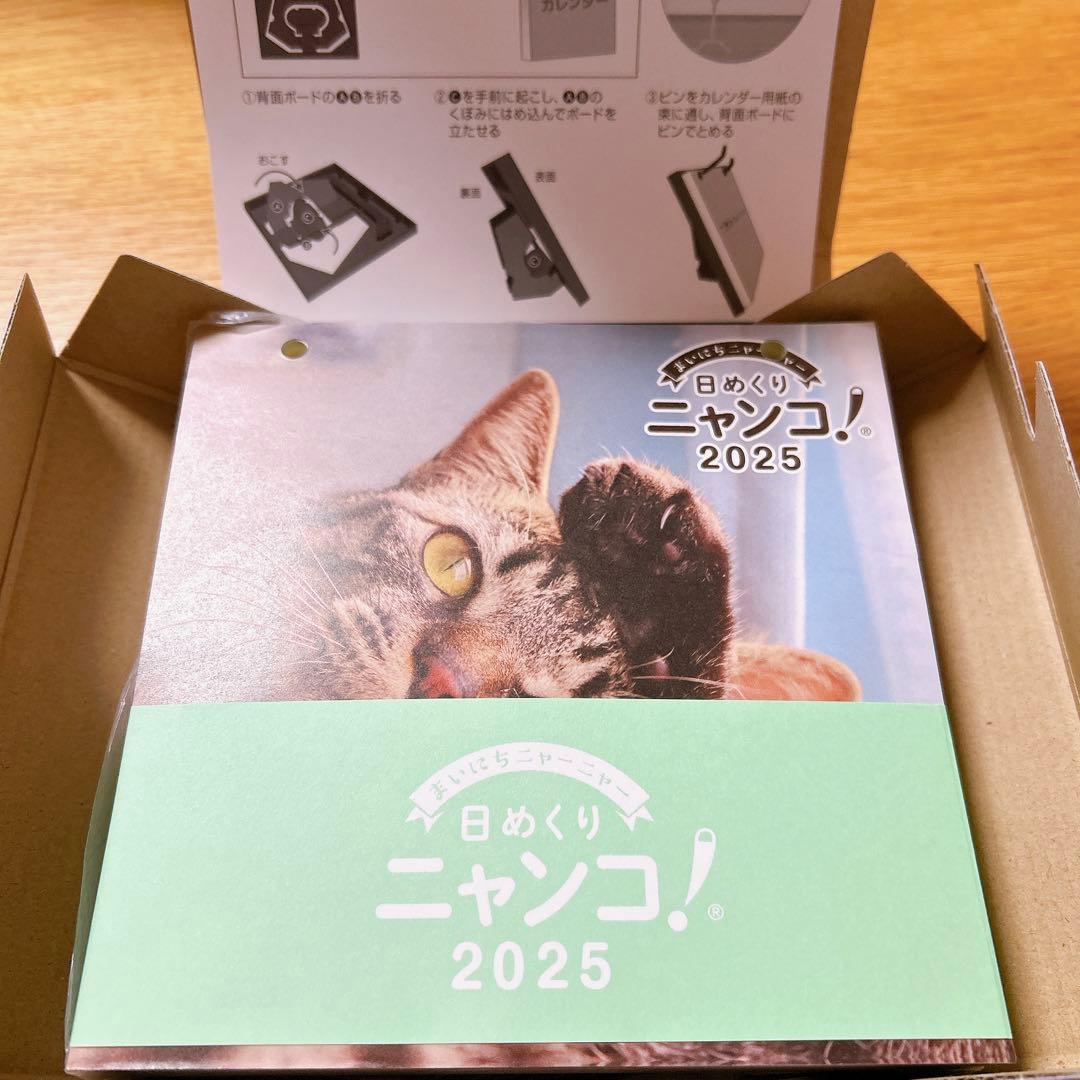 カレンダー
①背面ボードのⒶⒷを折る
②Ⓒを手前に起こし、ⒶⒷの
くぼみにはめ込んでボードを
立たせる
③ピンをカレンダー用紙の
束に通し、背面ボードに
ピンでとめる
おこす
裏面
表面
まいにちニャーニャー
日めくり
ニャンコ!®
2025
まいにちニャーニャー
日めくり
ニャンコ!®
2025